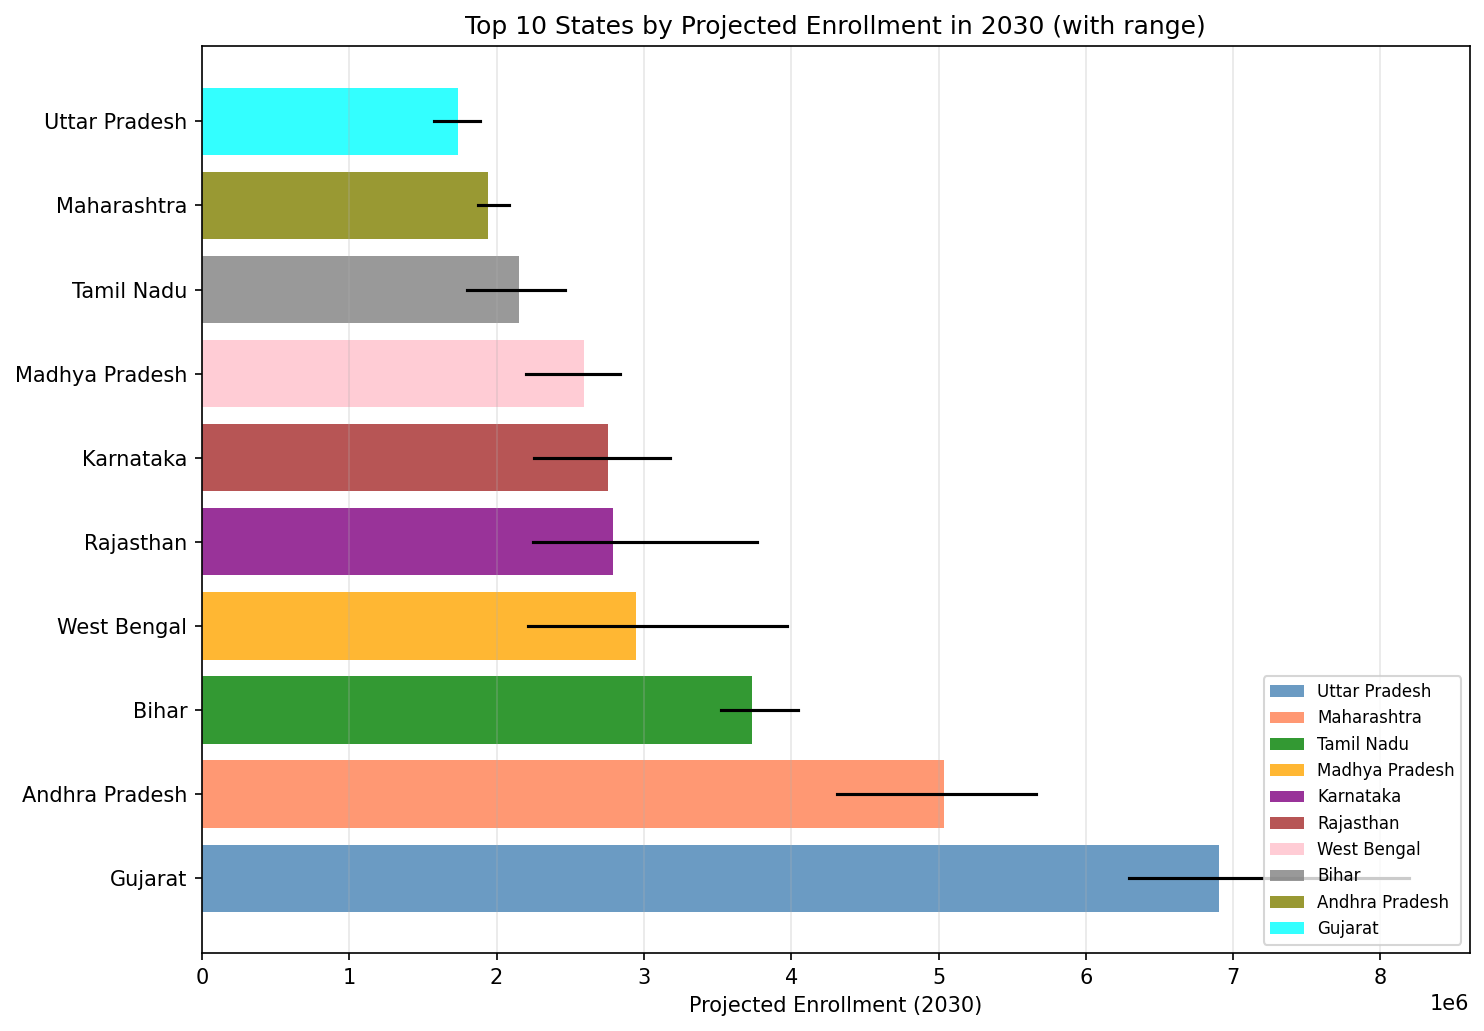 Top 10 States by Projected Enrollment in 2030 (with range)
Uttar Pradesh
Maharashtra
Tamil Nadu
Madhya Pradesh
Karnataka
Rajasthan
West Bengal
Bihar
Andhra Pradesh
Gujarat
Uttar Pradesh
Maharashtra
Tamil Nadu
Madhya Pradesh
Karnataka
Rajasthan
West Bengal
Bihar
Andhra Pradesh
Gujarat
0 1 2 3 4 5 6 7 8
1e6
Projected Enrollment (2030)